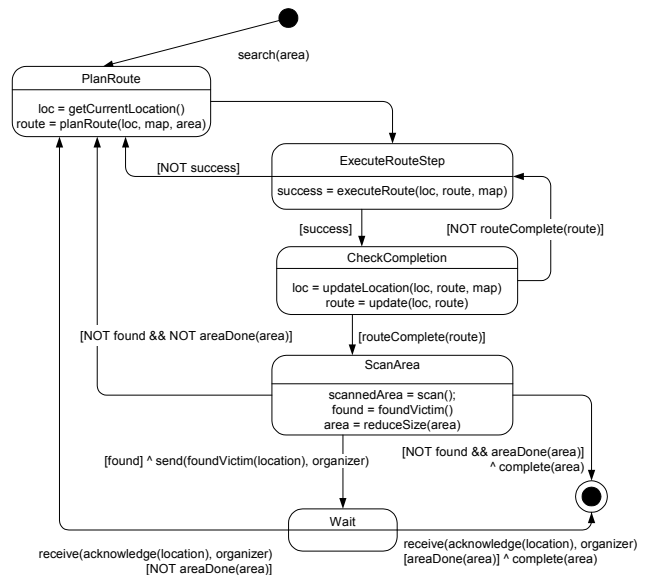 search(area)
PlanRoute
loc = getCurrentLocation()
route = planRoute(loc, map, area)
[NOT success]
ExecuteRouteStep
success = executeRoute(loc, route, map)
[success]
[NOT routeComplete(route)]
CheckCompletion
loc = updateLocation(loc, route, map)
route = update(loc, route)
[NOT found && NOT areaDone(area)]
[routeComplete(route)]
ScanArea
scannedArea = scan();
found = foundVictim()
area = reduceSize(area)
[found] ^ send(foundVictim(location), organizer)
[NOT found && areaDone(area)]
^ complete(area)
Wait
receive(acknowledge(location), organizer)
[NOT areaDone(area)]
receive(acknowledge(location), organizer)
[areaDone(area)] ^ complete(area)